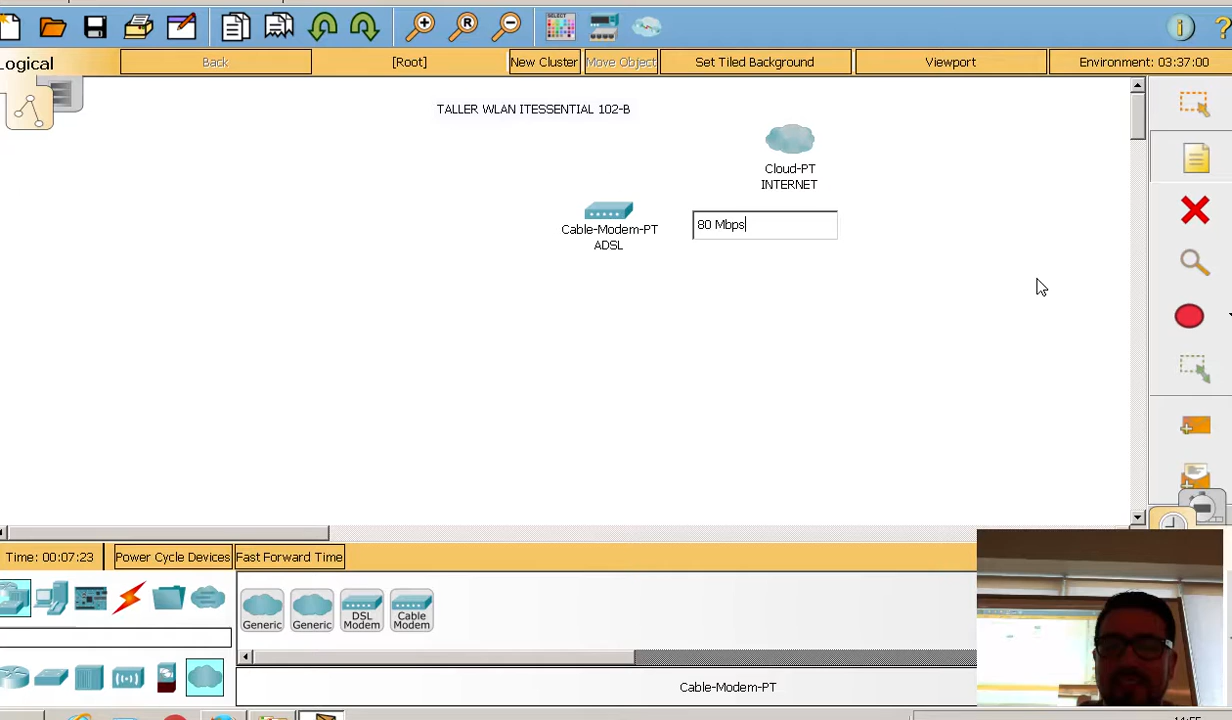 Logical
Back
[Root]
New Cluster
Move Object
Set Tiled Background
Viewport
Environment: 03:37:00
TALLER WLAN ITESSENTIAL 102-B
Cloud-PT
INTERNET
Cable-Modem-PT
ADSL
80 Mbps
Time: 00:07:23
Power Cycle Devices
Fast Forward Time
Generic
Generic
DSL
Modem
Cable
Modem
Cable-Modem-PT